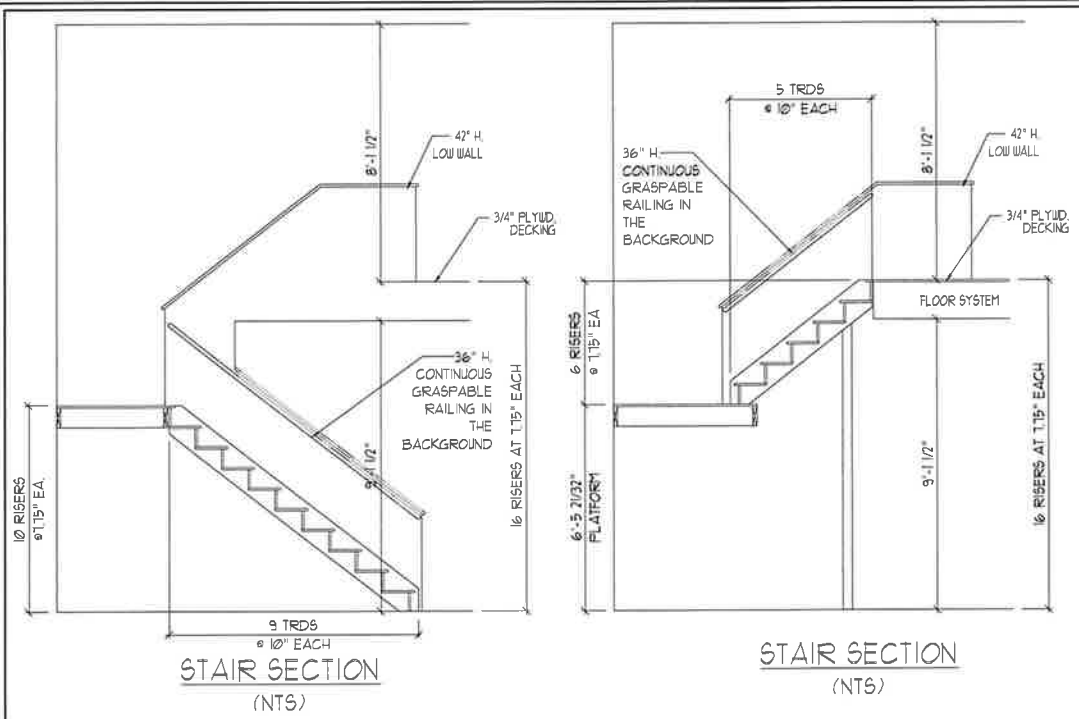 8'-1 1/2"
42" H.
LOW WALL
3/4" PLYWD.
DECKING
36" H.
CONTINUOUS
GRASPABLE
RAILING IN
THE
BACKGROUND
9'-1 1/2"
16 RISERS AT 7.75" EACH
10 RISERS
@7.75" EA.
9 TRDS
@ 10" EACH
STAIR SECTION
(NTS)
5 TRDS
@ 10" EACH
8'-1 1/2"
36" H.
CONTINUOUS
GRASPABLE
RAILING IN
THE
BACKGROUND
42" H.
LOW WALL
3/4" PLYWD.
DECKING
FLOOR SYSTEM
6 RISERS
@ 7.75" EA
6'-5 21/32"
PLATFORM
9'-1 1/2"
16 RISERS AT 7.75" EACH
STAIR SECTION
(NTS)